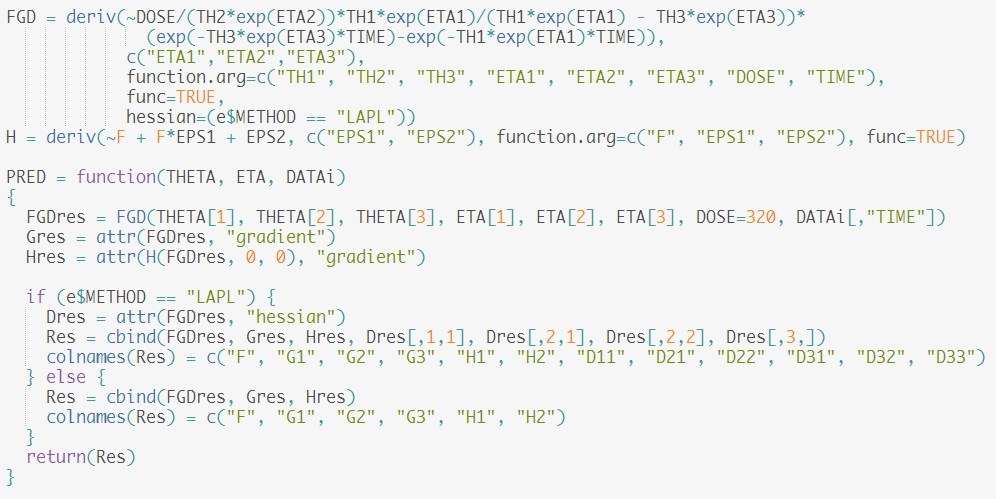 FGD = deriv(~DOSE/(TH2*exp(ETA2))*TH1*exp(ETA1)/(TH1*exp(ETA1) - TH3*exp(ETA3))*
(exp(-TH3*exp(ETA3)*TIME)-exp(-TH1*exp(ETA1)*TIME)),
c("ETA1","ETA2","ETA3"),
function.arg=c("TH1", "TH2", "TH3", "ETA1", "ETA2", "ETA3", "DOSE", "TIME"),
func=TRUE,
hessian=(e$METHOD == "LAPL"))
H = deriv(~F + F*EPS1 + EPS2, c("EPS1", "EPS2"), function.arg=c("F", "EPS1", "EPS2"), func=TRUE)
PRED = function(THETA, ETA, DATAi)
{
FGDres = FGD(THETA[1], THETA[2], THETA[3], ETA[1], ETA[2], ETA[3], DOSE=320, DATAi[,"TIME"])
Gres = attr(FGDres, "gradient")
Hres = attr(H(FGDres, 0, 0), "gradient")
if (e$METHOD == "LAPL") {
Dres = attr(FGDres, "hessian")
Res = cbind(FGDres, Gres, Hres, Dres[,1,1], Dres[,2,1], Dres[,2,2], Dres[,3,])
colnames(Res) = c("F", "G1", "G2", "G3", "H1", "H2", "D11", "D21", "D22", "D31", "D32", "D33")
} else {
Res = cbind(FGDres, Gres, Hres)
colnames(Res) = c("F", "G1", "G2", "G3", "H1", "H2")
}
return(Res)
}